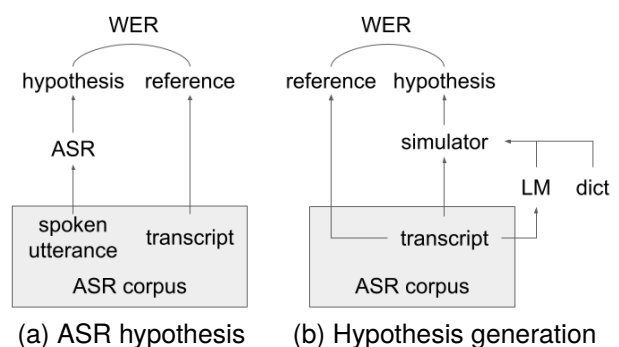 WER
hypothesis reference
ASR
spoken utterance
transcript
ASR corpus
(a) ASR hypothesis
WER
reference hypothesis
simulator
LM dict
transcript
ASR corpus
(b) Hypothesis generation